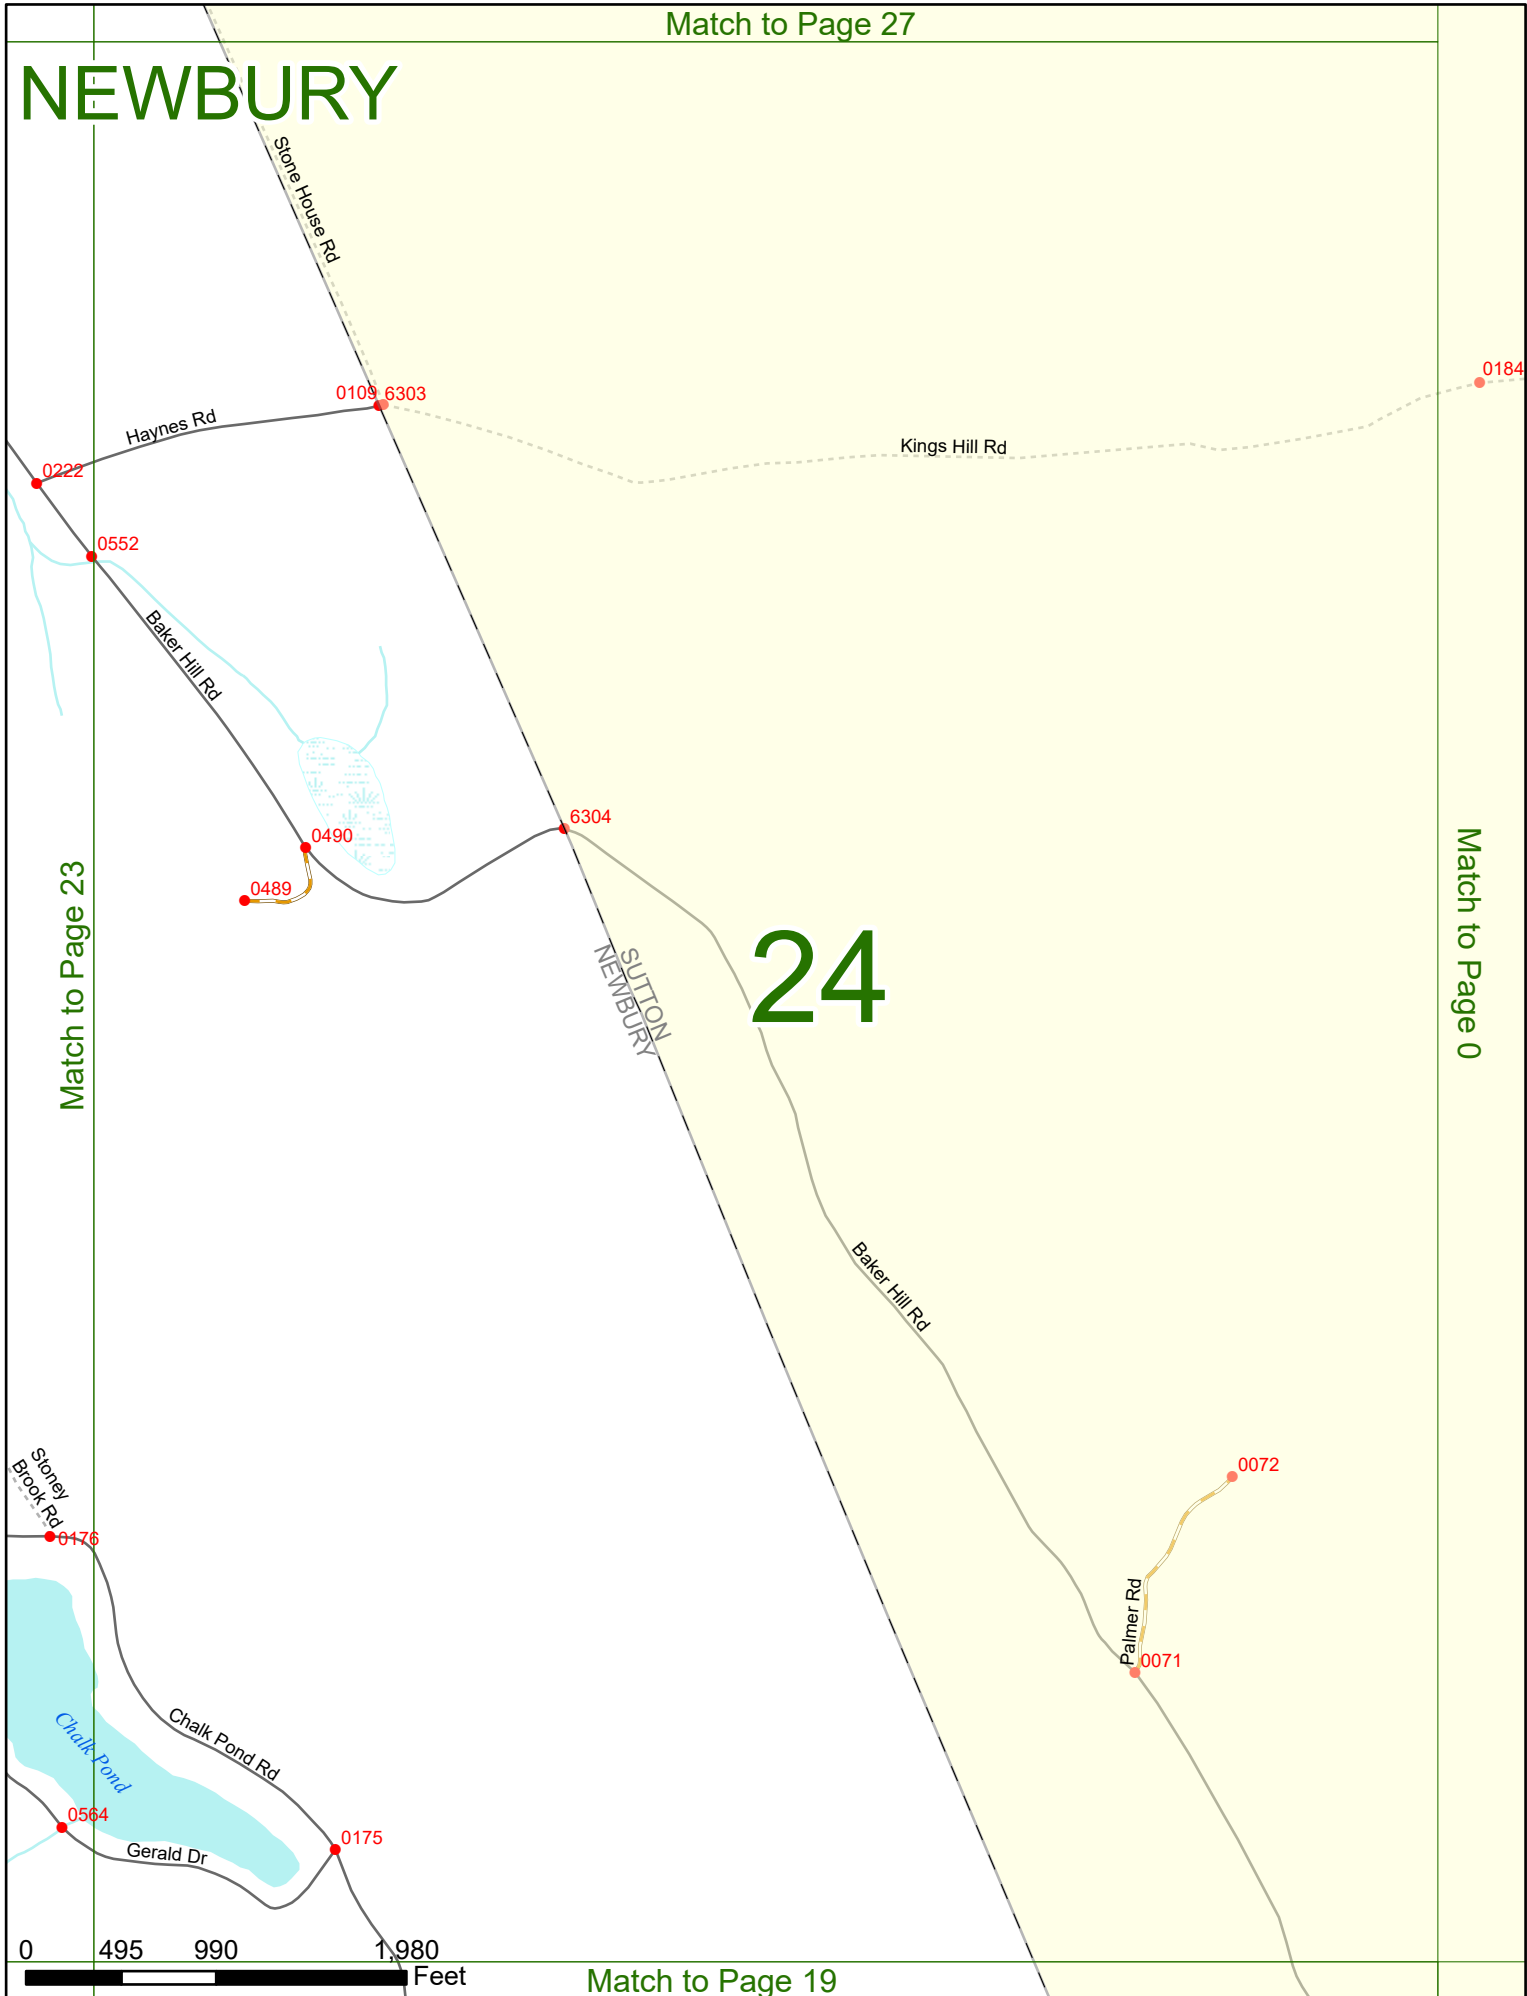 Match to Page 27
NEWBURY
Stone House Rd
0184
0109
6303
Haynes Rd
Kings Hill Rd
0222
0552
Baker Hill Rd
6304
0490
0489
Match to Page 23
Match to Page 0
SUTTON
NEWBURY
24
Baker Hill Rd
Stoney
Brook Rd
0072
0176
Palmer Rd
0071
Chalk Pond
Chalk Pond Rd
0564
0175
Gerald Dr
0 495 990 1,980
Feet
Match to Page 19